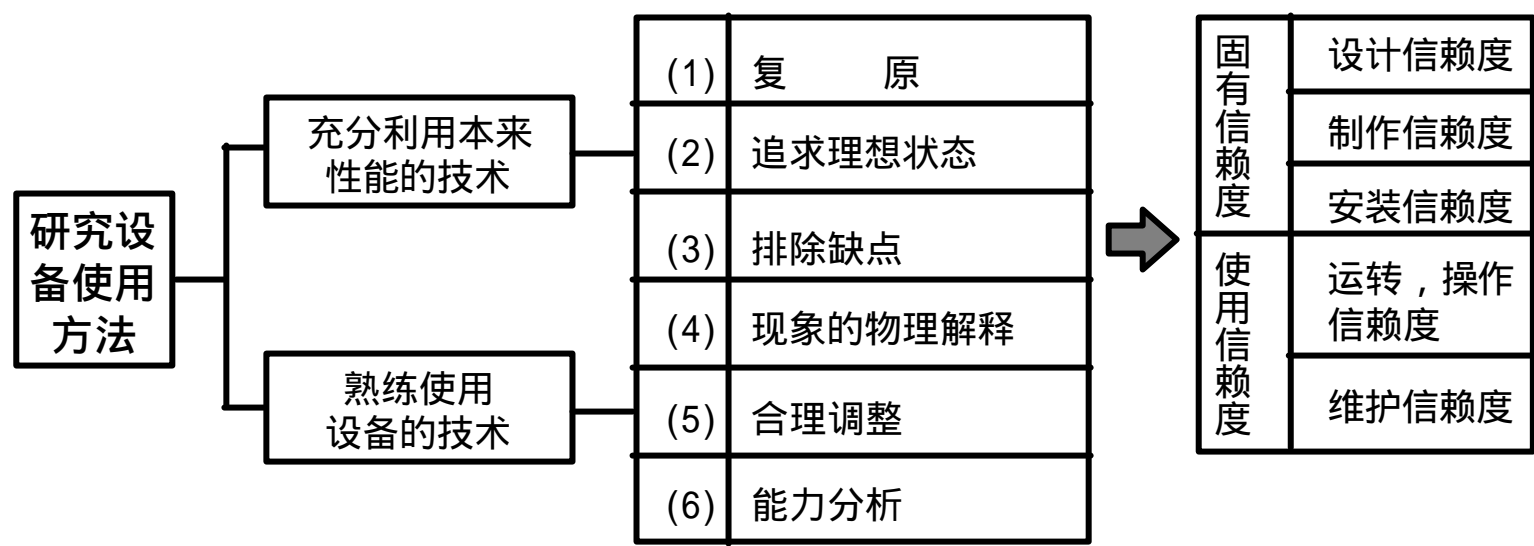 研究设
备使用
方法
充分利用本来
性能的技术
熟练使用
设备的技术
(1) 复 原
(2) 追求理想状态
(3) 排除缺点
(4) 现象的物理解释
(5) 合理调整
(6) 能力分析
固有信赖度
设计信赖度
制作信赖度
安装信赖度
使用信赖度
运转，操作
信赖度
维护信赖度